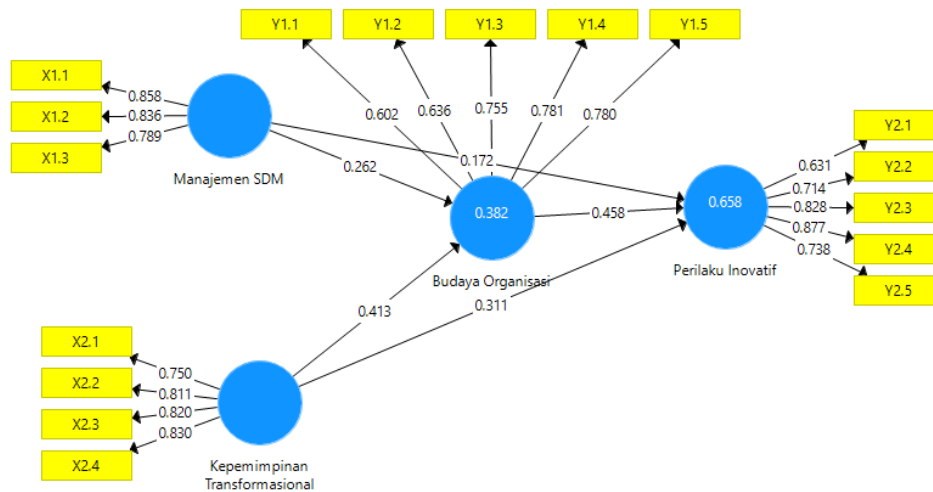 Y1.1
Y1.2
Y1.3
Y1.4
Y1.5
X1.1
X1.2
X1.3
0.858
0.836
0.789
Manajemen SDM
0.602
0.636
0.755
0.781
0.780
0.262
0.172
0.382
Budaya Organisasi
0.458
0.658
Perilaku Inovatif
0.631
0.714
0.828
0.877
0.738
Y2.1
Y2.2
Y2.3
Y2.4
Y2.5
0.413
0.311
X2.1
X2.2
X2.3
X2.4
0.750
0.811
0.820
0.830
Kepemimpinan
Transformasional